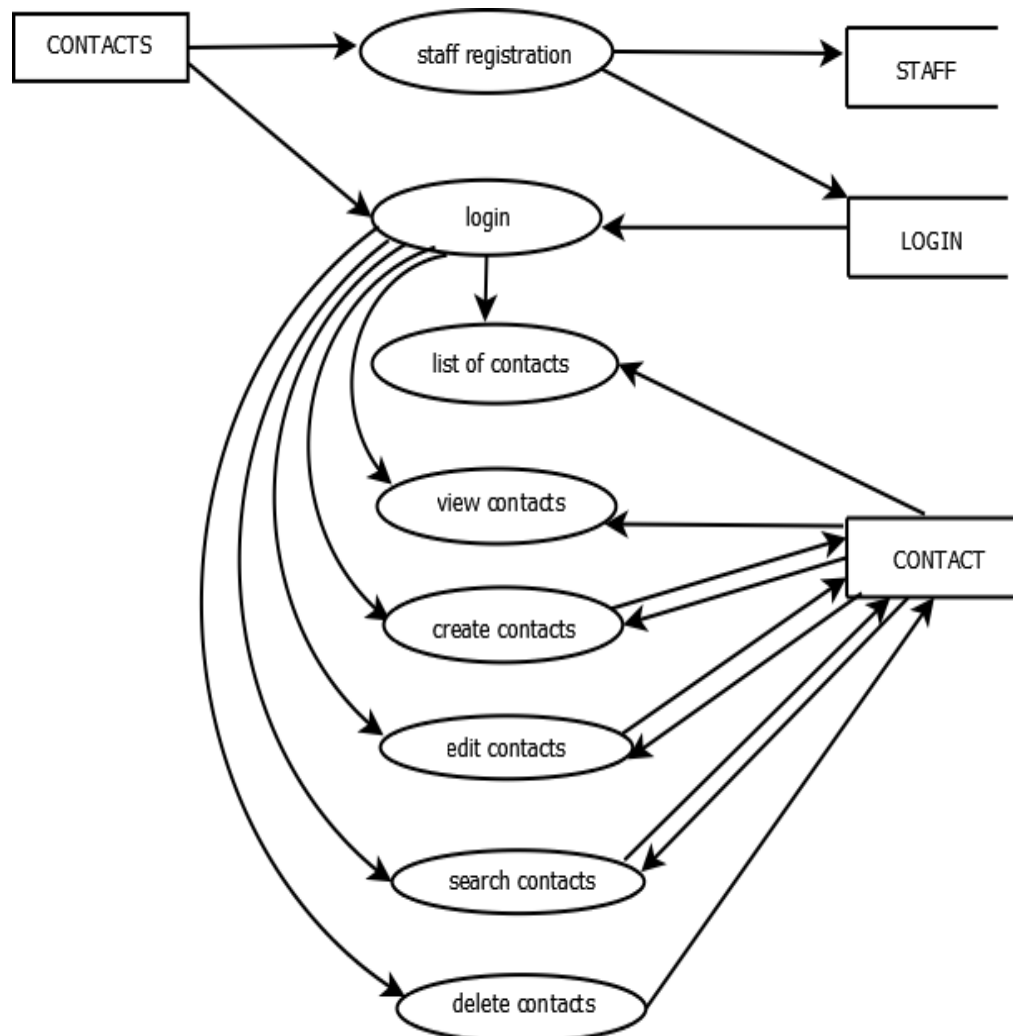 CONTACTS
staff registration
STAFF
login
LOGIN
list of contacts
view contacts
CONTACT
create contacts
edit contacts
search contacts
delete contacts